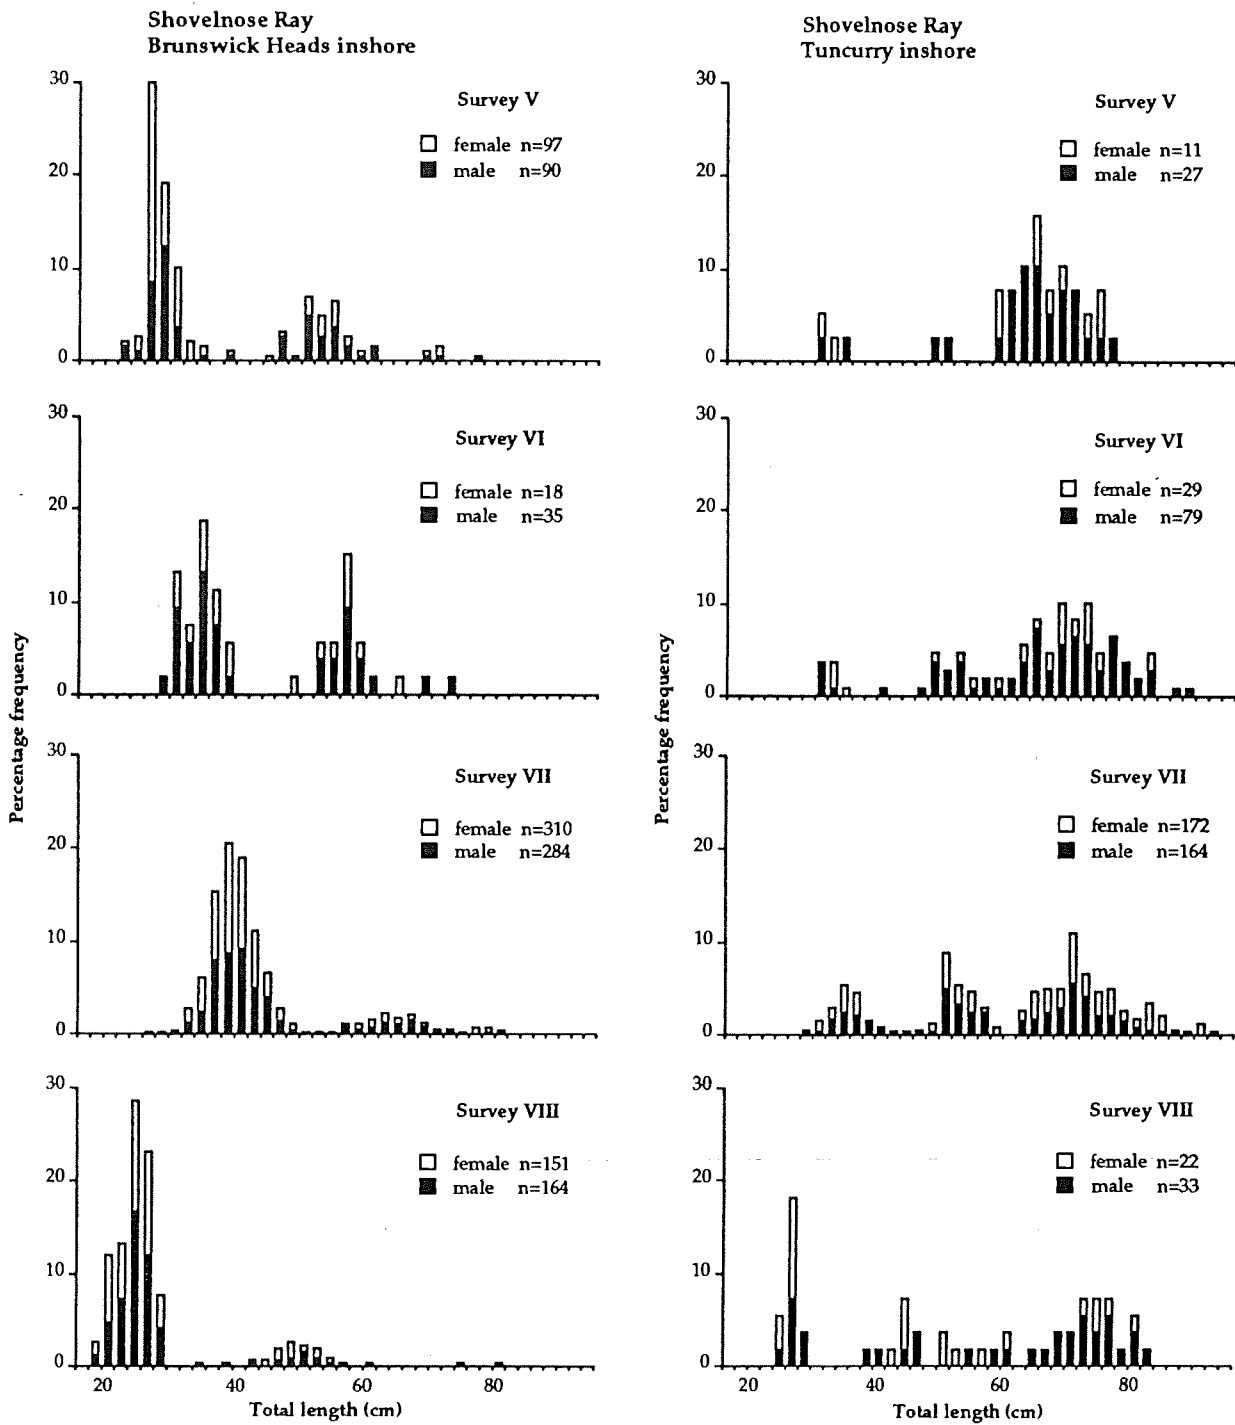 Shovelnose Ray
Brunswick Heads inshore
30
20
10
0
Survey V
female n=97
male n=90
30
20
10
0
Survey VI
female n=18
male n=35
30
20
10
0
Survey VII
female n=310
male n=284
30
20
10
0
Survey VIII
female n=151
male n=164
20 40 60 80
Total length (cm)
Percentage frequency
Shovelnose Ray
Tuncurry inshore
30
20
10
0
Survey V
female n=11
male n=27
30
20
10
0
Survey VI
female n=29
male n=79
30
20
10
0
Survey VII
female n=172
male n=164
30
20
10
0
Survey VIII
female n=22
male n=33
20 40 60 80
Total length (cm)
Percentage frequency